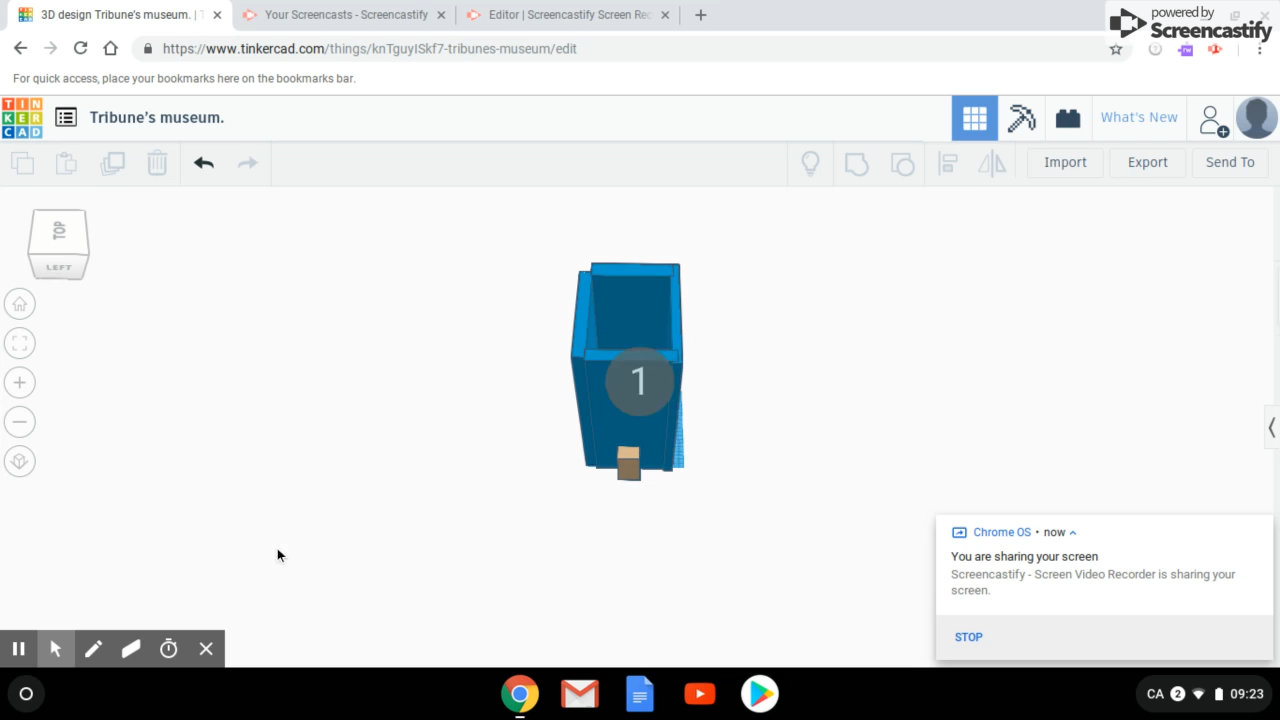 3D design Tribune's museum. | T
Your Screencasts - Screencastify
Editor | Screencastify Screen Rec
powered by
Screencastify
https://www.tinkercad.com/things/knTguyISkf7-tribunes-museum/edit
For quick access, place your bookmarks here on the bookmarks bar.
TIN
KER
CAD
Tribune's museum.
What's New
Import
Export
Send To
TOP
LEFT
1
Chrome OS • now
You are sharing your screen
Screencastify - Screen Video Recorder is sharing your
screen.
STOP
CA 2 09:23